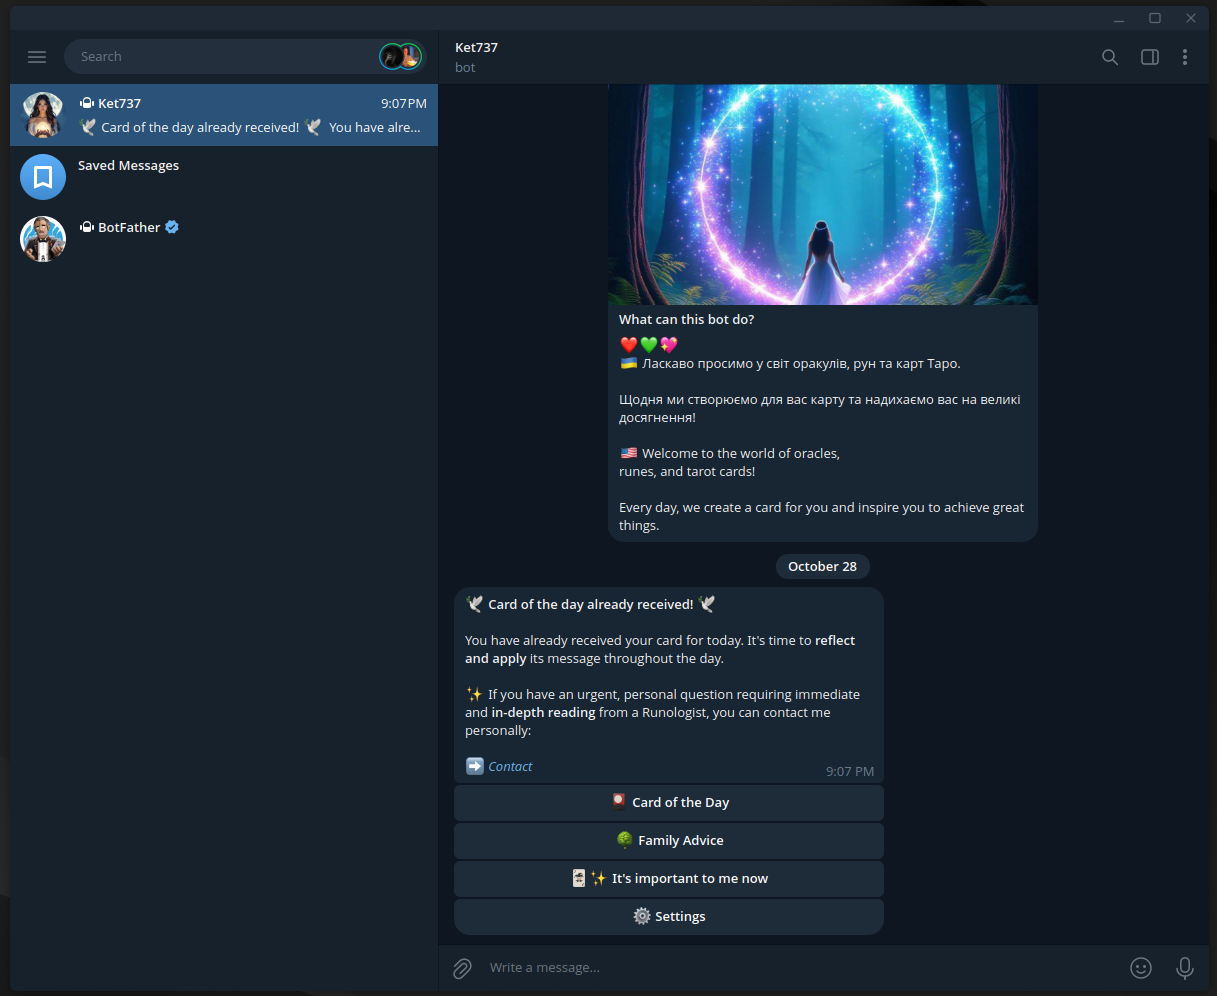 Search
Ket737
9:07 PM
🕊 Card of the day already received! 🕊 You have alre...
Saved Messages
BotFather
Ket737
bot
What can this bot do?
❤️💚💖
🇺🇦 Ласкаво просимо у світ оракулів, рун та карт Таро.
Щодня ми створюємо для вас карту та надихаємо вас на великі
досягнення!
🇺🇸 Welcome to the world of oracles,
runes, and tarot cards!
Every day, we create a card for you and inspire you to achieve great
things.
October 28
🕊 Card of the day already received! 🕊
You have already received your card for today. It's time to reflect
and apply its message throughout the day.
✨ If you have an urgent, personal question requiring immediate
and in-depth reading from a Runologist, you can contact me
personally:
➡️ Contact
9:07 PM
🎴 Card of the Day
🌳 Family Advice
🃏✨ It's important to me now
⚙️ Settings
Write a message...